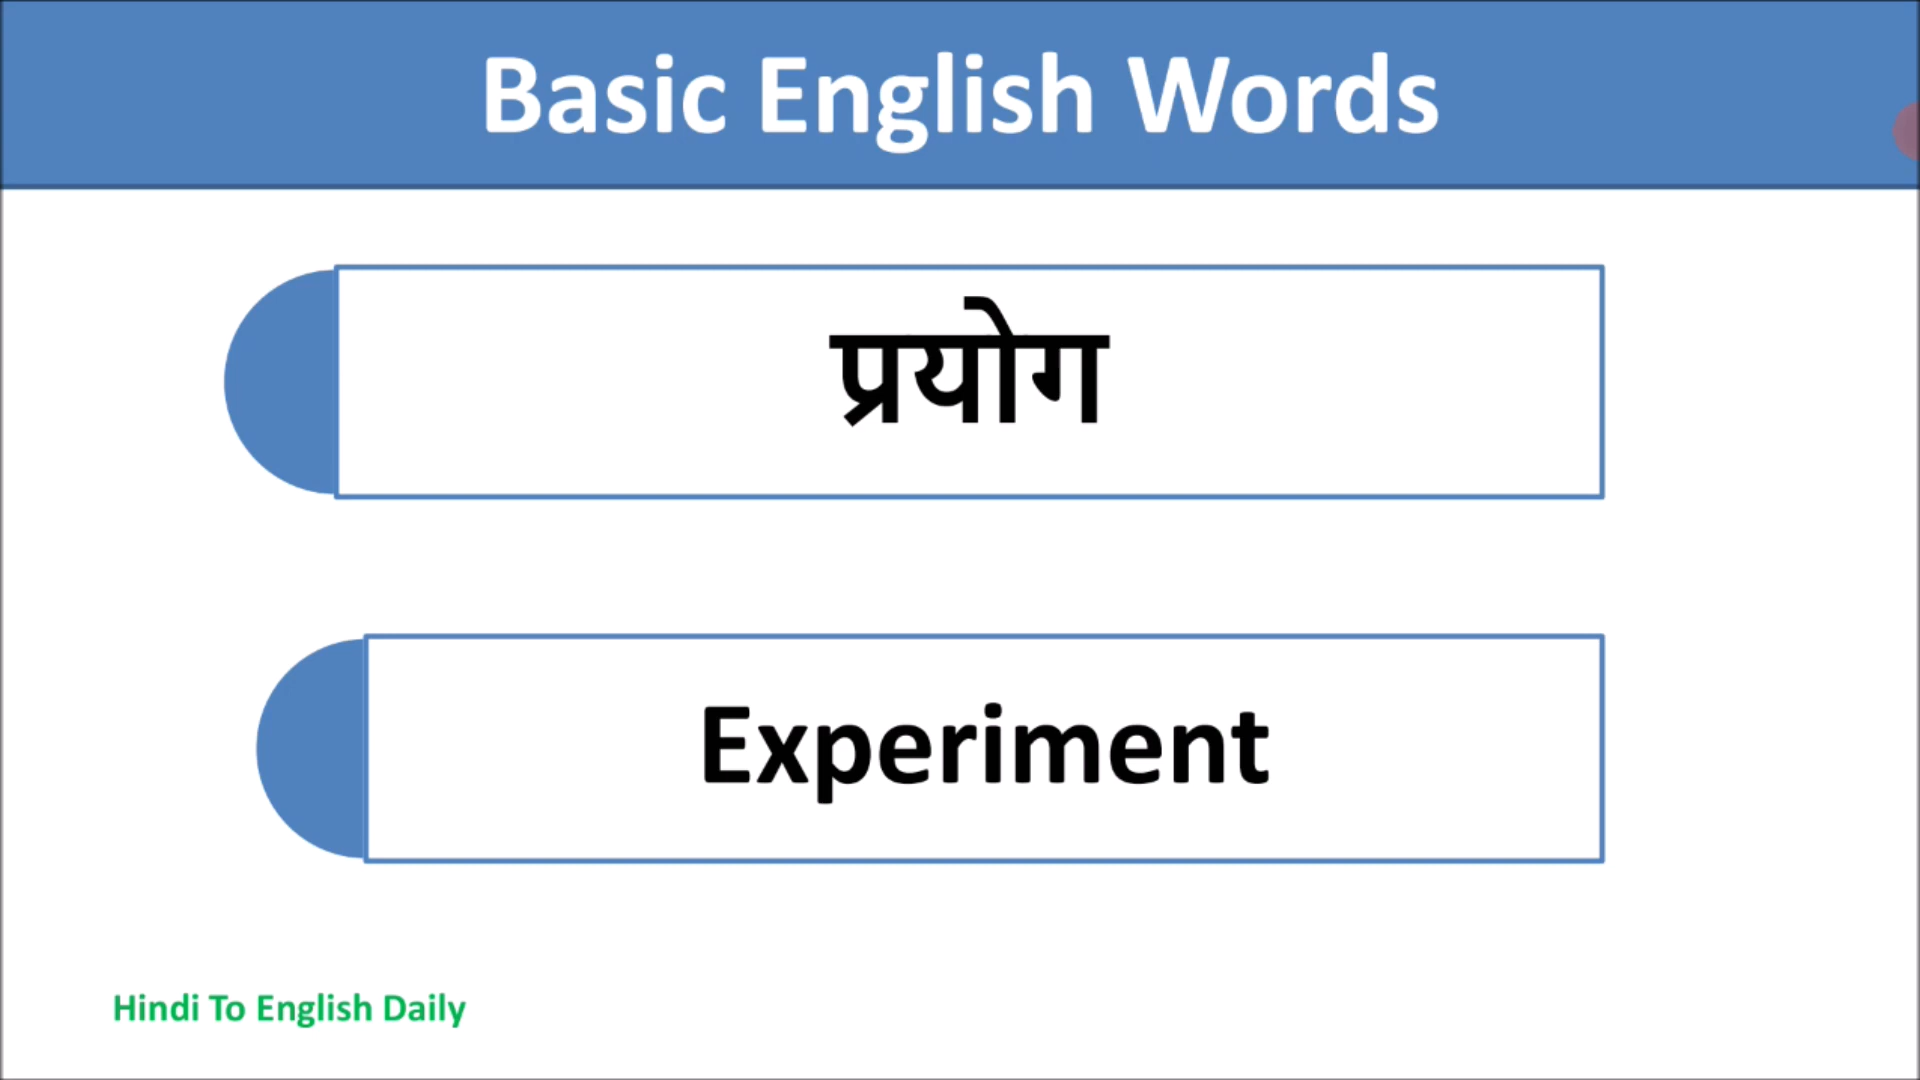 Basic English Words
प्रयोग
Experiment
Hindi To English Daily